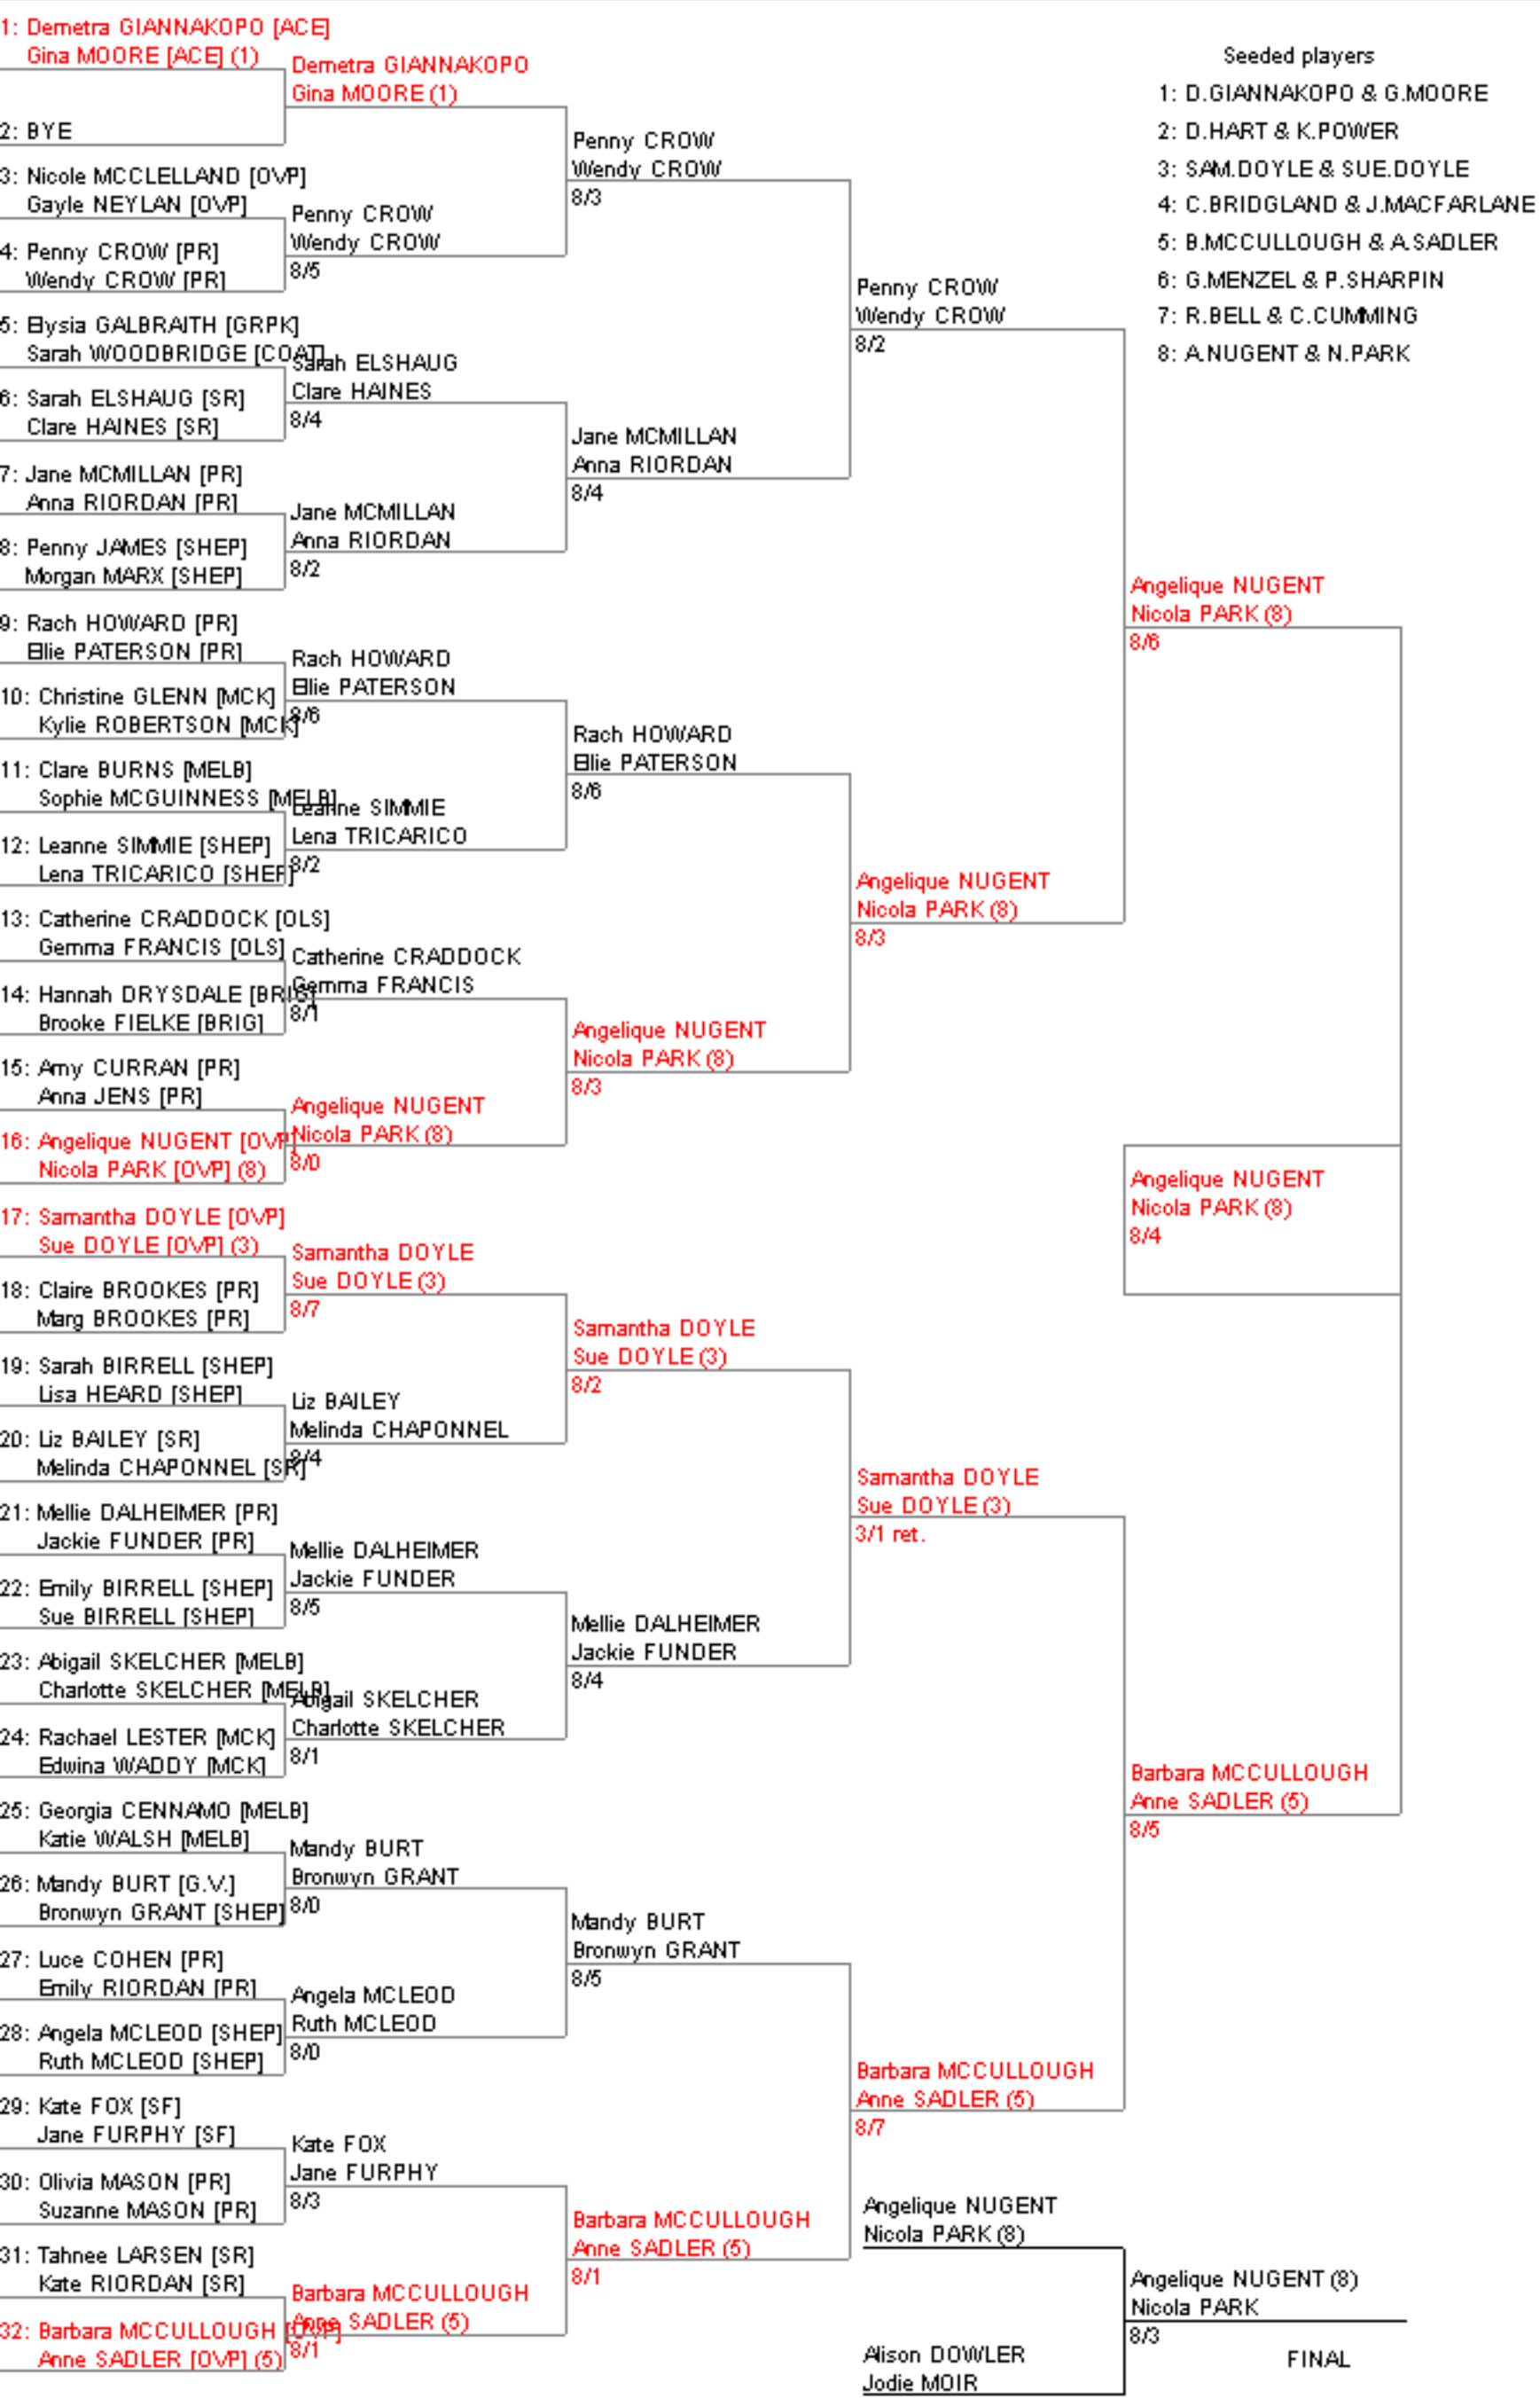 1: Demetra GIANNAKOPO [ACE]
Gina MOORE [ACE] (1)
2: BYE
3: Nicole MCCLELLAND [OVP]
Gayle NEYLAN [OVP]
4: Penny CROW [PR]
Wendy CROW [PR]
5: Elysia GALBRAITH [GRPK]
Sarah WOODBRIDGE [COAT]
6: Sarah ELSHAUG [SR]
Clare HAINES [SR]
7: Jane MCMILLAN [PR]
Anna RIORDAN [PR]
8: Penny JAMES [SHEP]
Morgan MARX [SHEP]
9: Rach HOWARD [PR]
Ellie PATERSON [PR]
10: Christine GLENN [MCK]
Kylie ROBERTSON [MCK]
11: Clare BURNS [MELB]
Sophie MCGUINNESS [MELB]
12: Leanne SIMMIE [SHEP]
Lena TRICARICO [SHEP]
13: Catherine CRADDOCK [OLS]
Gemma FRANCIS [OLS]
14: Hannah DRYSDALE [BRIG]
Brooke FIELKE [BRIG]
15: Amy CURRAN [PR]
Anna JENS [PR]
16: Angelique NUGENT [OVP]
Nicola PARK [OVP] (8)
17: Samantha DOYLE [OVP]
Sue DOYLE [OVP] (3)
18: Claire BROOKES [PR]
Marg BROOKES [PR]
19: Sarah BIRRELL [SHEP]
Lisa HEARD [SHEP]
20: Liz BAILEY [SR]
Melinda CHAPONNEL [SR]
21: Mellie DALHEIMER [PR]
Jackie FUNDER [PR]
22: Emily BIRRELL [SHEP]
Sue BIRRELL [SHEP]
23: Abigail SKELCHER [MELB]
Charlotte SKELCHER [MELB]
24: Rachael LESTER [MCK]
Edwina WADDY [MCK]
25: Georgia CENNAMO [MELB]
Katie WALSH [MELB]
26: Mandy BURT [G.V.]
Bronwyn GRANT [SHEP]
27: Luce COHEN [PR]
Emily RIORDAN [PR]
28: Angela MCLEOD [SHEP]
Ruth MCLEOD [SHEP]
29: Kate FOX [SF]
Jane FURPHY [SF]
30: Olivia MASON [PR]
Suzanne MASON [PR]
31: Tahnee LARSEN [SR]
Kate RIORDAN [SR]
32: Barbara MCCULLOUGH [OVP]
Anne SADLER [OVP] (5)
Demetra GIANNAKOPO
Gina MOORE (1)
Penny CROW
Wendy CROW
8/5
Sarah ELSHAUG
Clare HAINES
8/4
Jane MCMILLAN
Anna RIORDAN
8/2
Rach HOWARD
Ellie PATERSON
8/6
Leanne SIMMIE
Lena TRICARICO
8/2
Catherine CRADDOCK
Gemma FRANCIS
8/1
Angelique NUGENT
Nicola PARK (8)
8/0
Samantha DOYLE
Sue DOYLE (3)
8/7
Liz BAILEY
Melinda CHAPONNEL
8/4
Mellie DALHEIMER
Jackie FUNDER
8/5
Abigail SKELCHER
Charlotte SKELCHER
8/1
Mandy BURT
Bronwyn GRANT
8/0
Angela MCLEOD
Ruth MCLEOD
8/0
Kate FOX
Jane FURPHY
8/3
Barbara MCCULLOUGH
Anne SADLER (5)
8/1
Penny CROW
Wendy CROW
8/3
Jane MCMILLAN
Anna RIORDAN
8/4
Rach HOWARD
Ellie PATERSON
8/6
Angelique NUGENT
Nicola PARK (8)
8/3
Samantha DOYLE
Sue DOYLE (3)
8/2
Mellie DALHEIMER
Jackie FUNDER
8/4
Mandy BURT
Bronwyn GRANT
8/5
Barbara MCCULLOUGH
Anne SADLER (5)
8/1
Penny CROW
Wendy CROW
8/2
Angelique NUGENT
Nicola PARK (8)
8/3
Samantha DOYLE
Sue DOYLE (3)
3/1 ret.
Barbara MCCULLOUGH
Anne SADLER (5)
8/7
Angelique NUGENT
Nicola PARK (8)
8/6
Barbara MCCULLOUGH
Anne SADLER (5)
8/5
Angelique NUGENT
Nicola PARK (8)
8/4
Angelique NUGENT
Nicola PARK (8)
Alison DOWLER
Jodie MOIR
Angelique NUGENT (8)
Nicola PARK
8/3
FINAL
Seeded players
1: D.GIANNAKOPO & G.MOORE
2: D.HART & K.POWER
3: SAM.DOYLE & SUE.DOYLE
4: C.BRIDGLAND & J.MACFARLANE
5: B.MCCULLOUGH & A.SADLER
6: G.MENZEL & P.SHARPIN
7: R.BELL & C.CUMMING
8: A.NUGENT & N.PARK